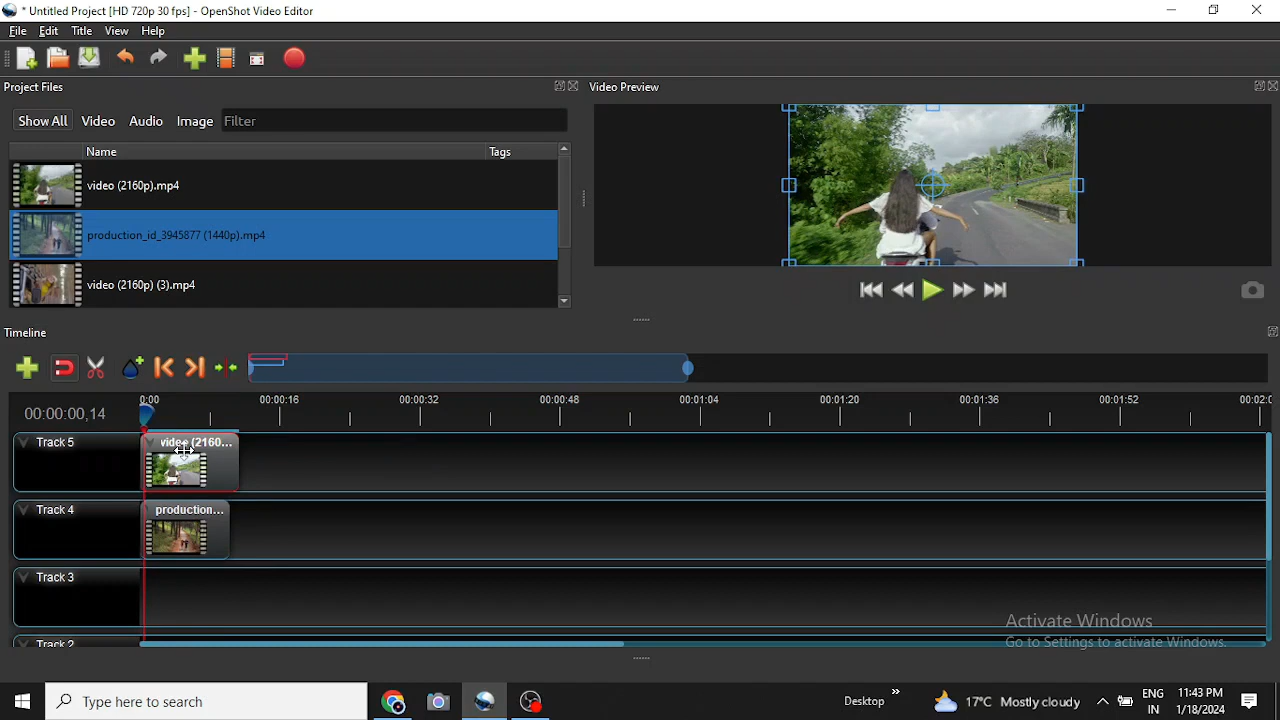 * Untitled Project [HD 720p 30 fps] - OpenShot Video Editor
File Edit Title View Help
Project Files
Video Preview
Show All Video Audio Image Filter
Name Tags
video (2160p).mp4
production_id_3945877 (1440p).mp4
video (2160p) (3).mp4
Timeline
00:00:00,14
0:00 00:00:16 00:00:32 00:00:48 00:01:04 00:01:20 00:01:36 00:01:52 00:02:0
Track 5
video (2160...
Track 4
production...
Track 3
Track 2
Activate Windows
Go to Settings to activate Windows.
Type here to search
Desktop
17°C Mostly cloudy
ENG
IN
11:43 PM
1/18/2024